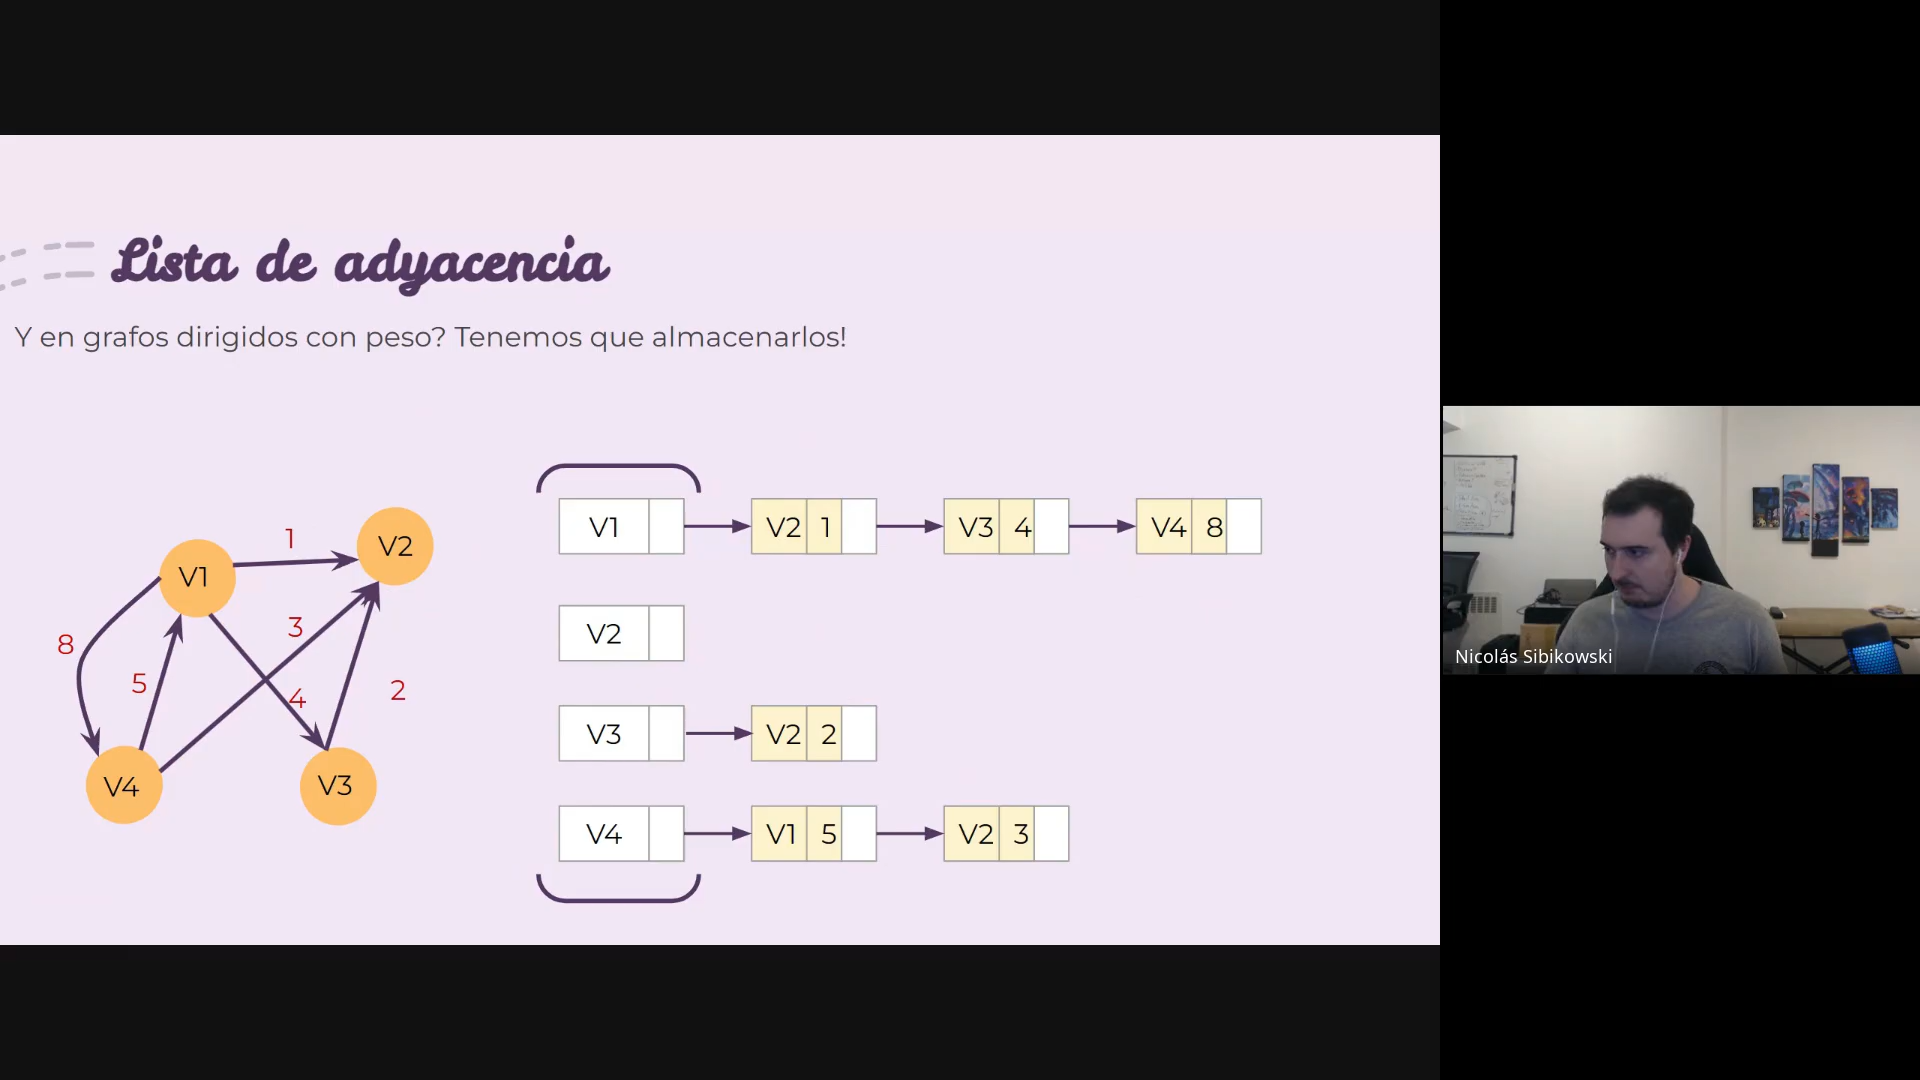 Lista de adyacencia
Y en grafos dirigidos con peso? Tenemos que almacenarlos!
V1
V2
V3
V4
1
3
8
5
4
2
V1 V2 1 V3 4 V4 8
V2
V3 V2 2
V4 V1 5 V2 3
Nicolás Sibikowski